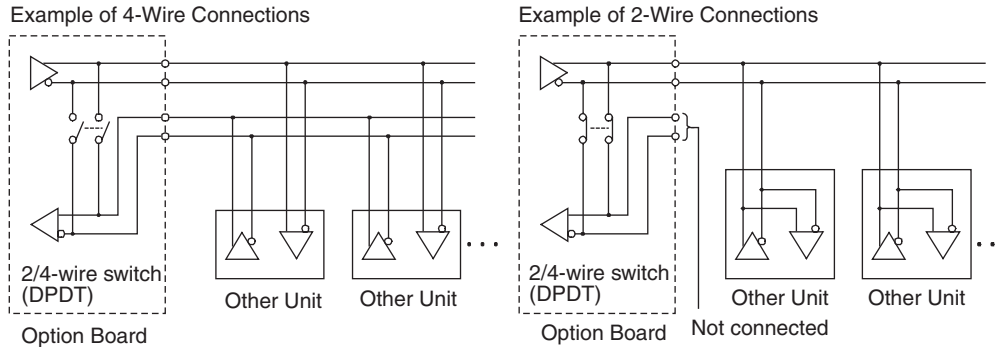 Example of 4-Wire Connections
2/4-wire switch
(DPDT)
Option Board
Other Unit
Other Unit
Example of 2-Wire Connections
2/4-wire switch
(DPDT)
Option Board
Not connected
Other Unit
Other Unit